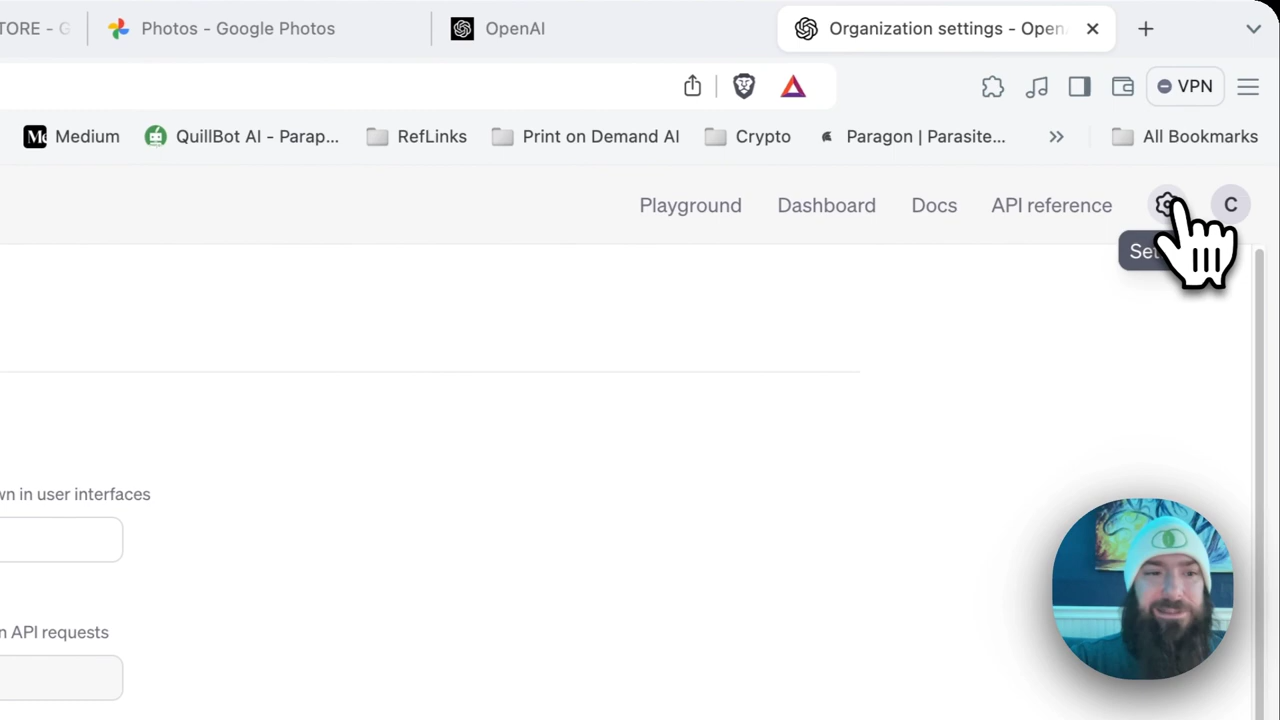 TORE - G
Photos - Google Photos
OpenAI
Organization settings - Open
VPN
Medium
QuillBot AI - Parap...
RefLinks
Print on Demand AI
Crypto
Paragon | Parasite...
All Bookmarks
Playground
Dashboard
Docs
API reference
C
Set
wn in user interfaces
n API requests